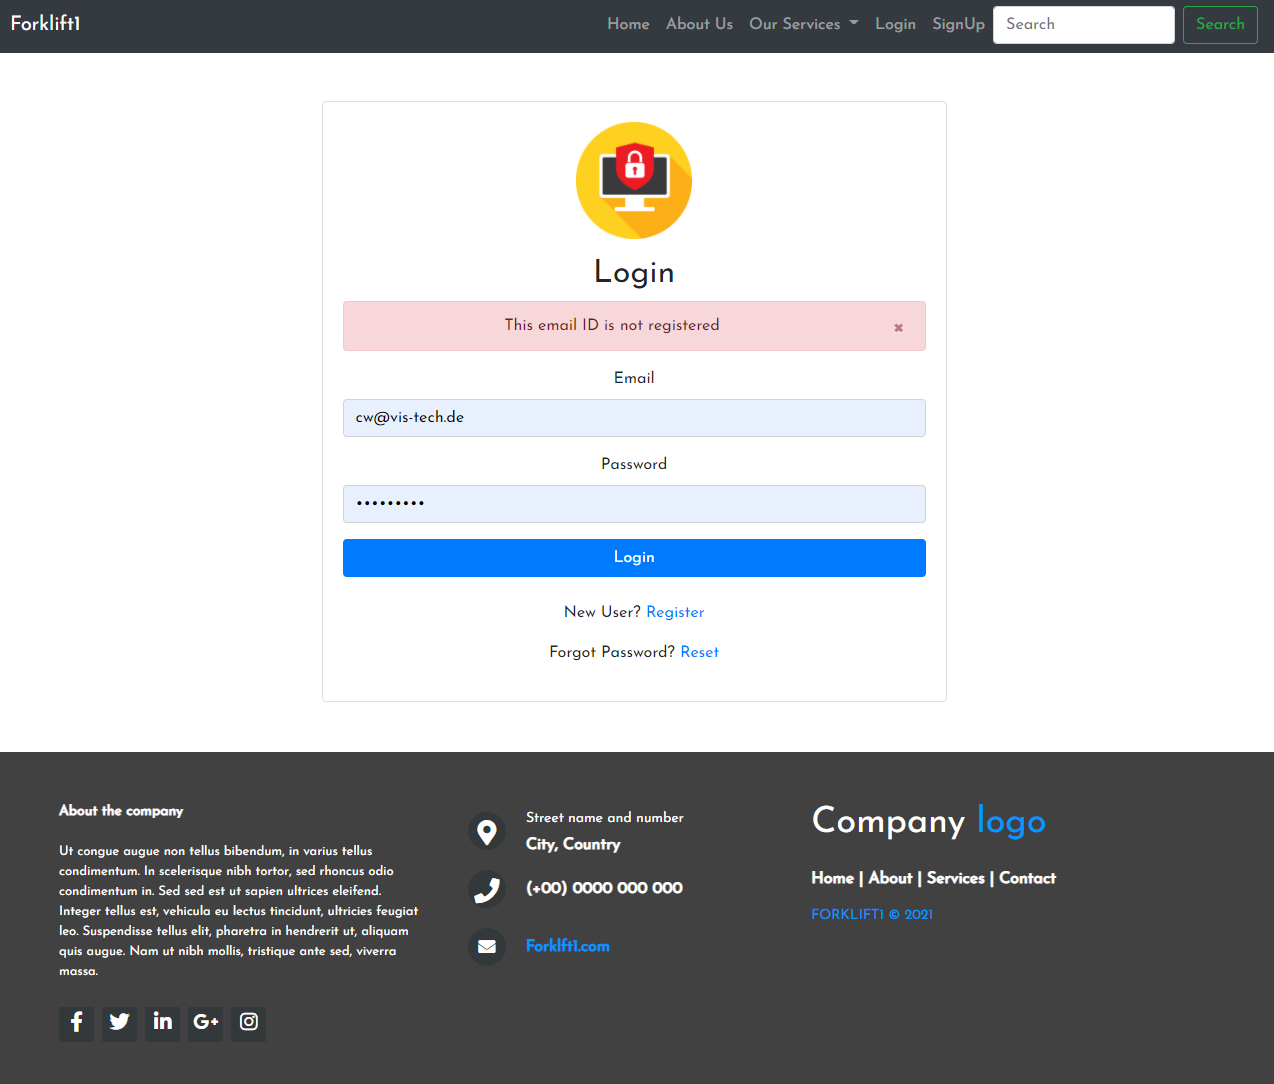 Forklift1
Home About Us Our Services Login SignUp Search Search
Login
This email ID is not registered ×
Email
cw@vis-tech.de
Password
•••••••••
Login
New User? Register
Forgot Password? Reset
About the company
Ut congue augue non tellus bibendum, in varius tellus
condimentum. In scelerisque nibh tortor, sed rhoncus odio
condimentum in. Sed sed est ut sapien ultrices eleifend.
Integer tellus est, vehicula eu lectus tincidunt, ultricies feugiat
leo. Suspendisse tellus elit, pharetra in hendrerit ut, aliquam
quis augue. Nam ut nibh mollis, tristique ante sed, viverra
massa.
Street name and number
City, Country
(+00) 0000 000 000
Forklft1.com
Company logo
Home | About | Services | Contact
FORKLIFT1 © 2021